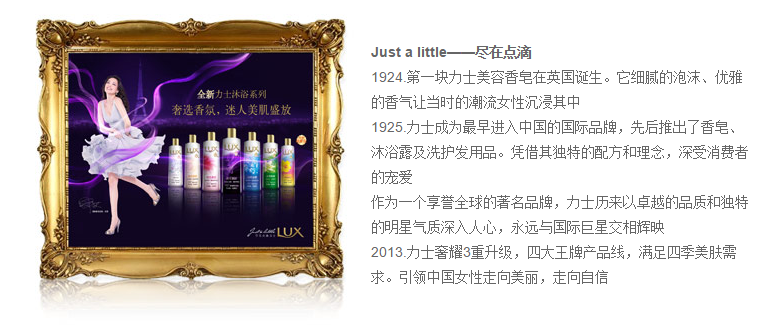 全新力士沐浴系列
奢选香氛，迷人美肌盛放
LUX
Just a little
LUX
Just a little——尽在点滴
1924.第一块力士美容香皂在英国诞生。它细腻的泡沫、优雅
的香气让当时的潮流女性沉浸其中
1925.力士成为最早进入中国的国际品牌，先后推出了香皂、
沐浴露及洗护发用品。凭借其独特的配方和理念，深受消费者
的宠爱
作为一个享誉全球的著名品牌，力士历来以卓越的品质和独特
的明星气质深入人心，永远与国际巨星交相辉映
2013.力士奢耀3重升级，四大王牌产品线，满足四季美肤需
求。引领中国女性走向美丽，走向自信